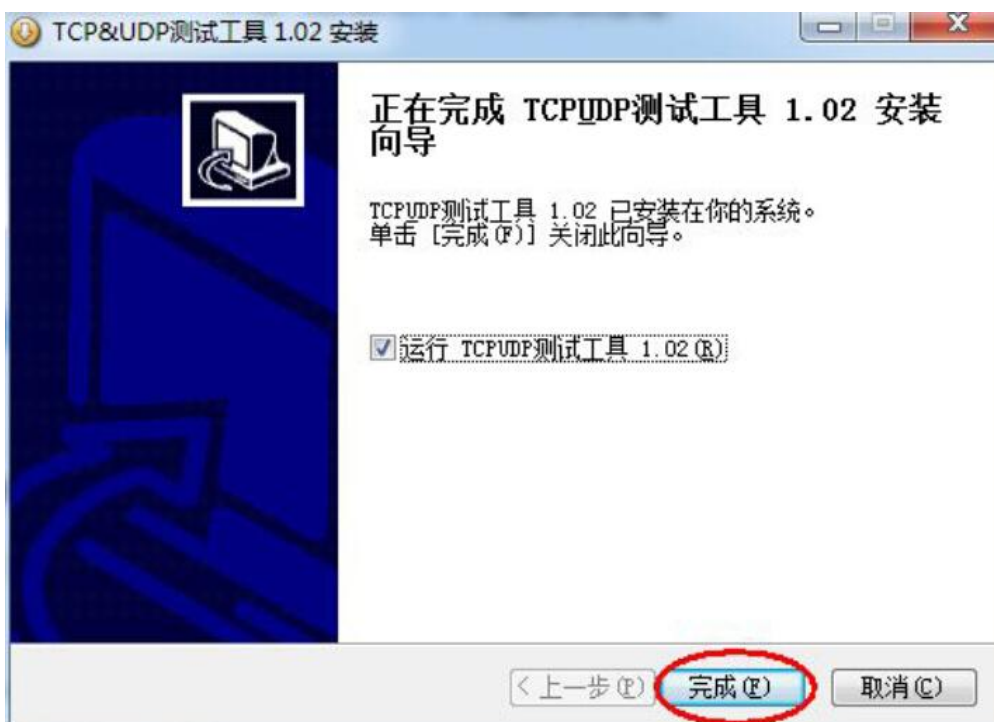 TCP&UDP测试工具 1.02 安装
正在完成 TCPUDP测试工具 1.02 安装
向导
TCPUDP测试工具 1.02 已安装在你的系统。
单击 [完成(F)] 关闭此向导。
运行 TCPUDP测试工具 1.02(R)
< 上一步(P) 完成(F) 取消(C)